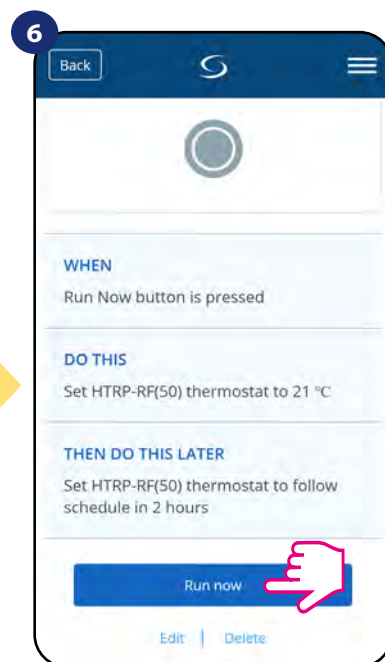 6
Back
WHEN
Run Now button is pressed
DO THIS
Set HTRP-RF(50) thermostat to 21 °C
THEN DO THIS LATER
Set HTRP-RF(50) thermostat to follow
schedule in 2 hours
Run now
Edit | Delete